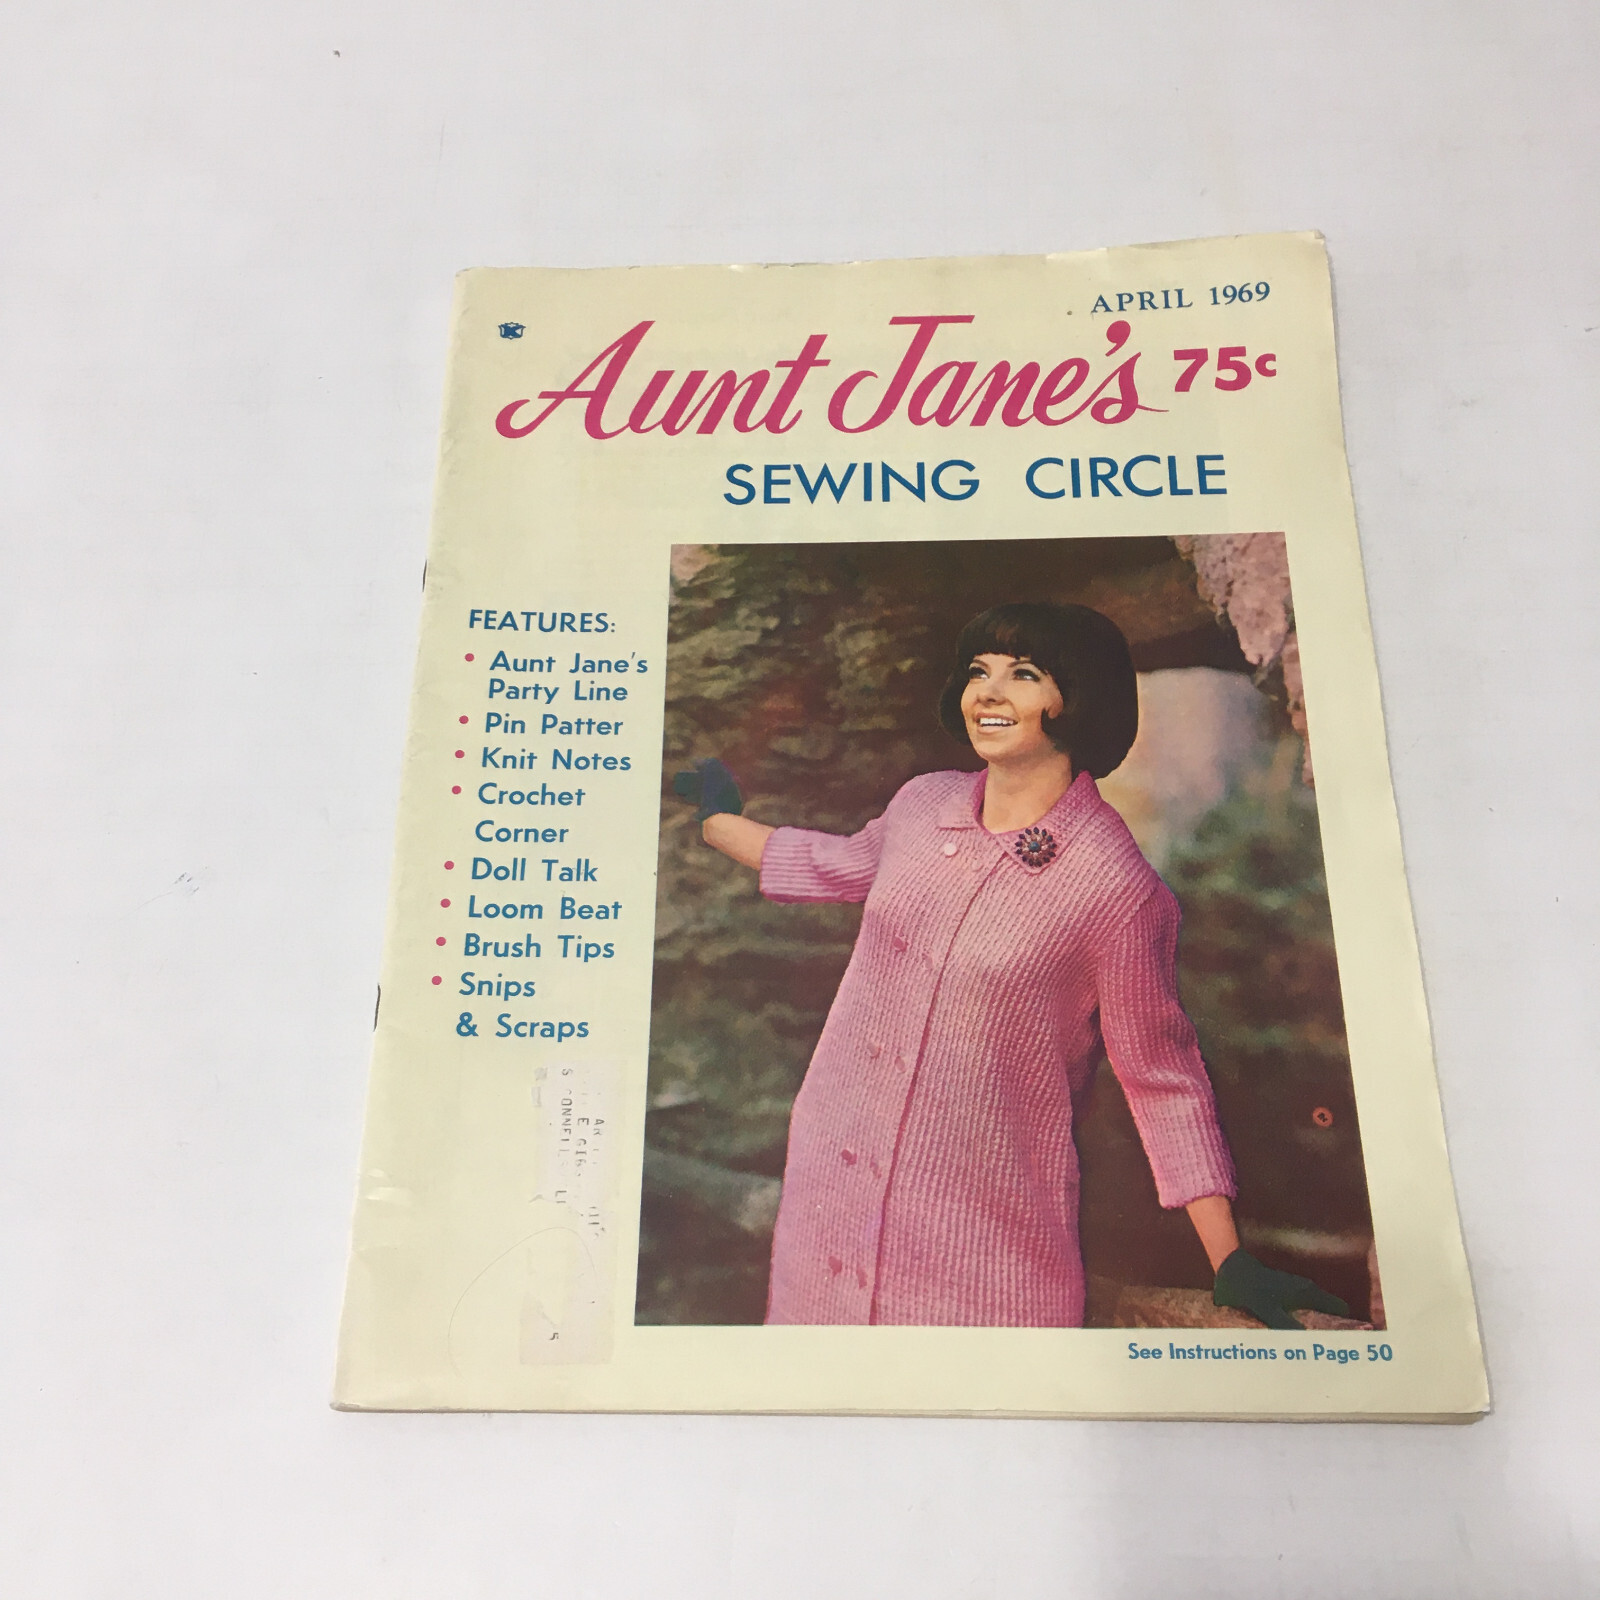 APRIL 1969
Aunt Jane's 75c
SEWING CIRCLE
FEATURES:
• Aunt Jane's
Party Line
• Pin Patter
• Knit Notes
• Crochet
Corner
• Doll Talk
• Loom Beat
• Brush Tips
• Snips
& Scraps
See Instructions on Page 50